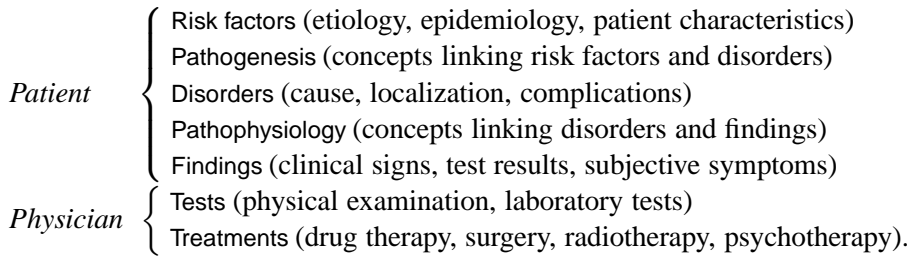 Risk factors (etiology, epidemiology, patient characteristics)
Pathogenesis (concepts linking risk factors and disorders)
Patient Disorders (cause, localization, complications)
Pathophysiology (concepts linking disorders and findings)
Findings (clinical signs, test results, subjective symptoms)
Physician Tests (physical examination, laboratory tests)
Treatments (drug therapy, surgery, radiotherapy, psychotherapy).